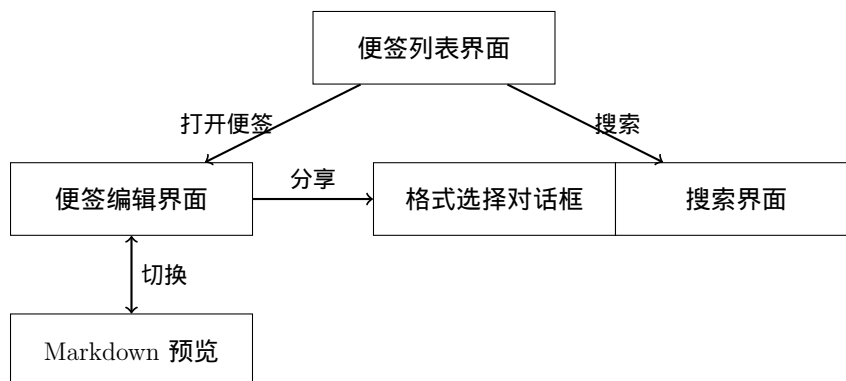 便签列表界面
打开便签
搜索
便签编辑界面
分享
格式选择对话框
搜索界面
切换
Markdown 预览